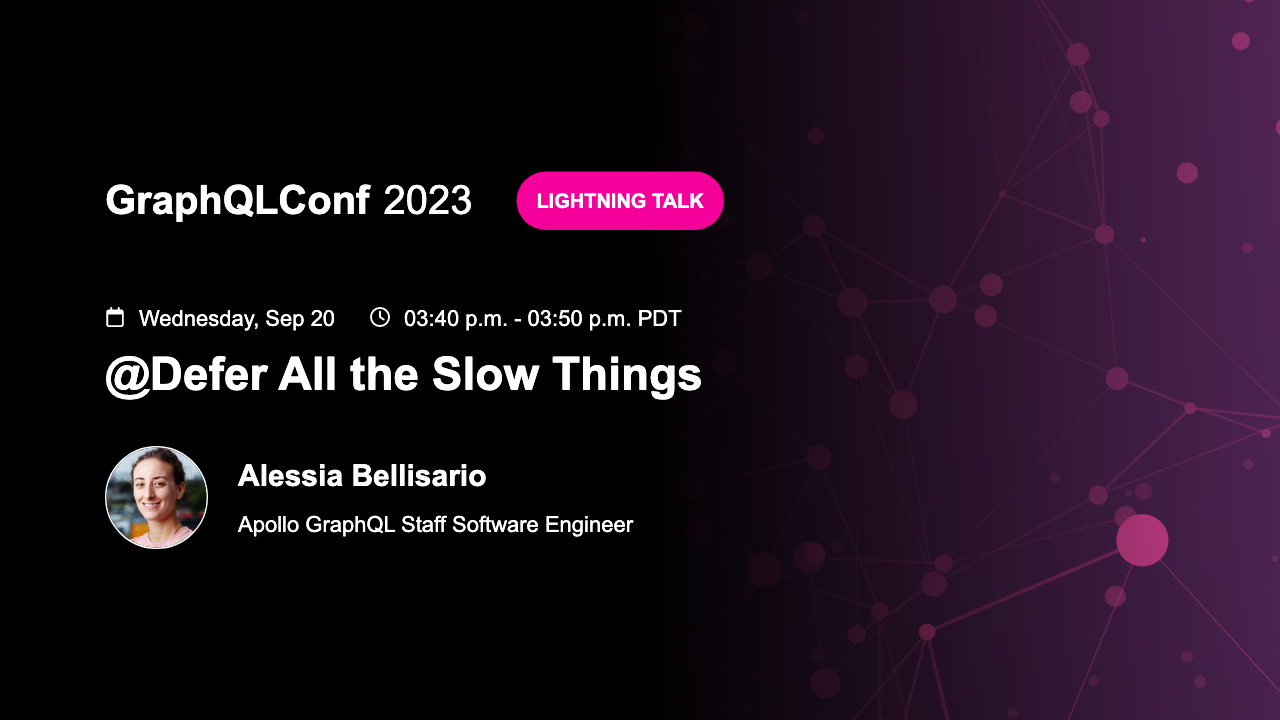 GraphQLConf 2023
LIGHTNING TALK
Wednesday, Sep 20 03:40 p.m. - 03:50 p.m. PDT
@Defer All the Slow Things
Alessia Bellisario
Apollo GraphQL Staff Software Engineer